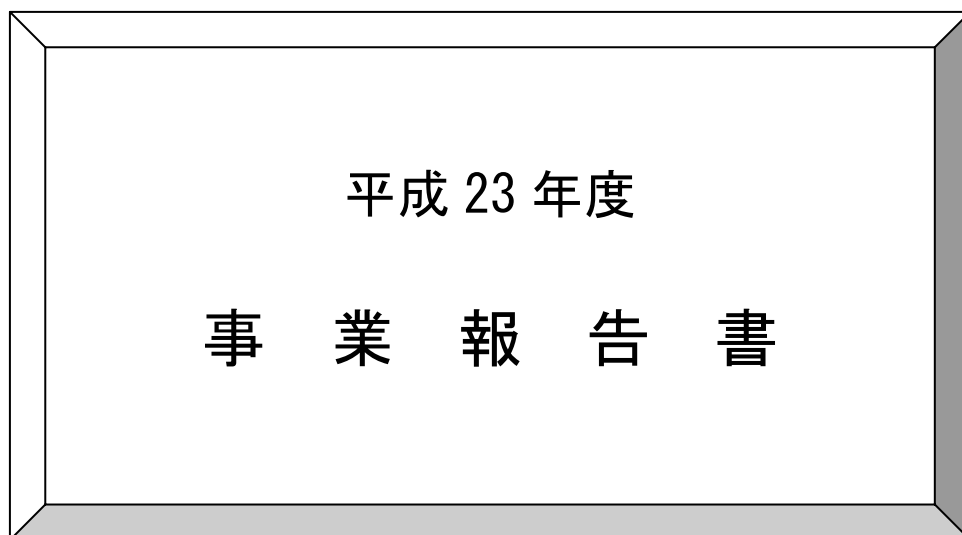 平成 23 年度
事 業 報 告 書